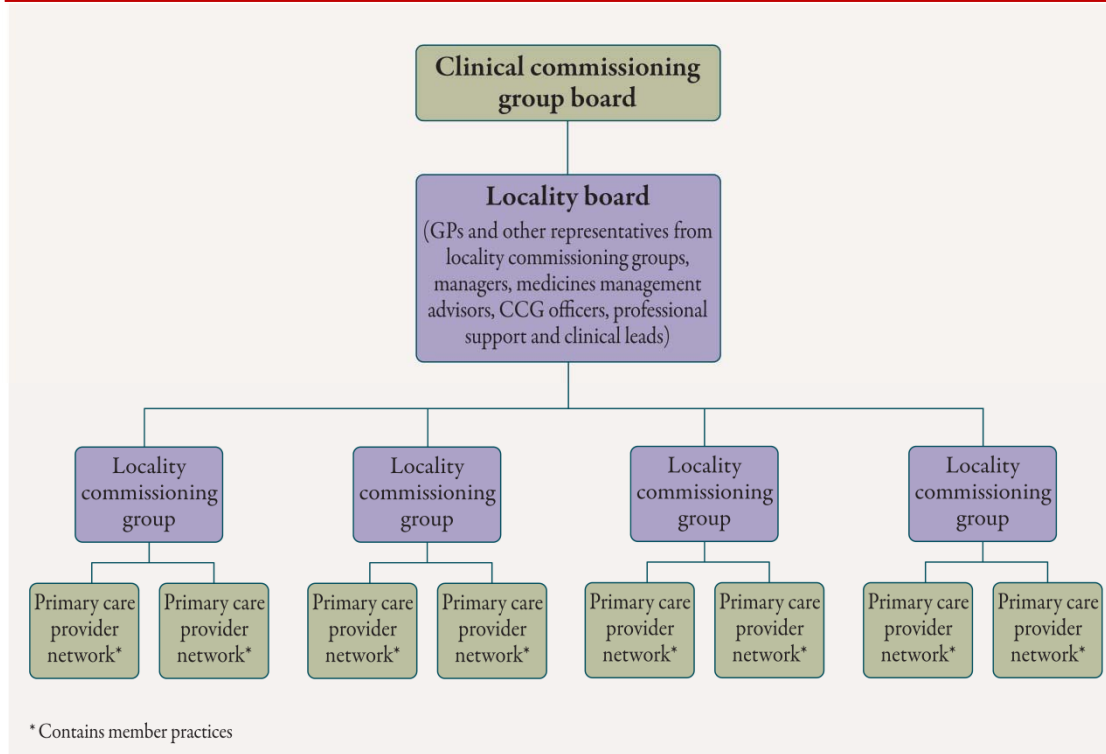 Clinical commissioning
group board
Locality board
(GPs and other representatives from
locality commissioning groups,
managers, medicines management
advisors, CCG officers, professional
support and clinical leads)
Locality
commissioning
group
Locality
commissioning
group
Locality
commissioning
group
Locality
commissioning
group
Primary care
provider
network*
Primary care
provider
network*
Primary care
provider
network*
Primary care
provider
network*
Primary care
provider
network*
Primary care
provider
network*
Primary care
provider
network*
Primary care
provider
network*
* Contains member practices